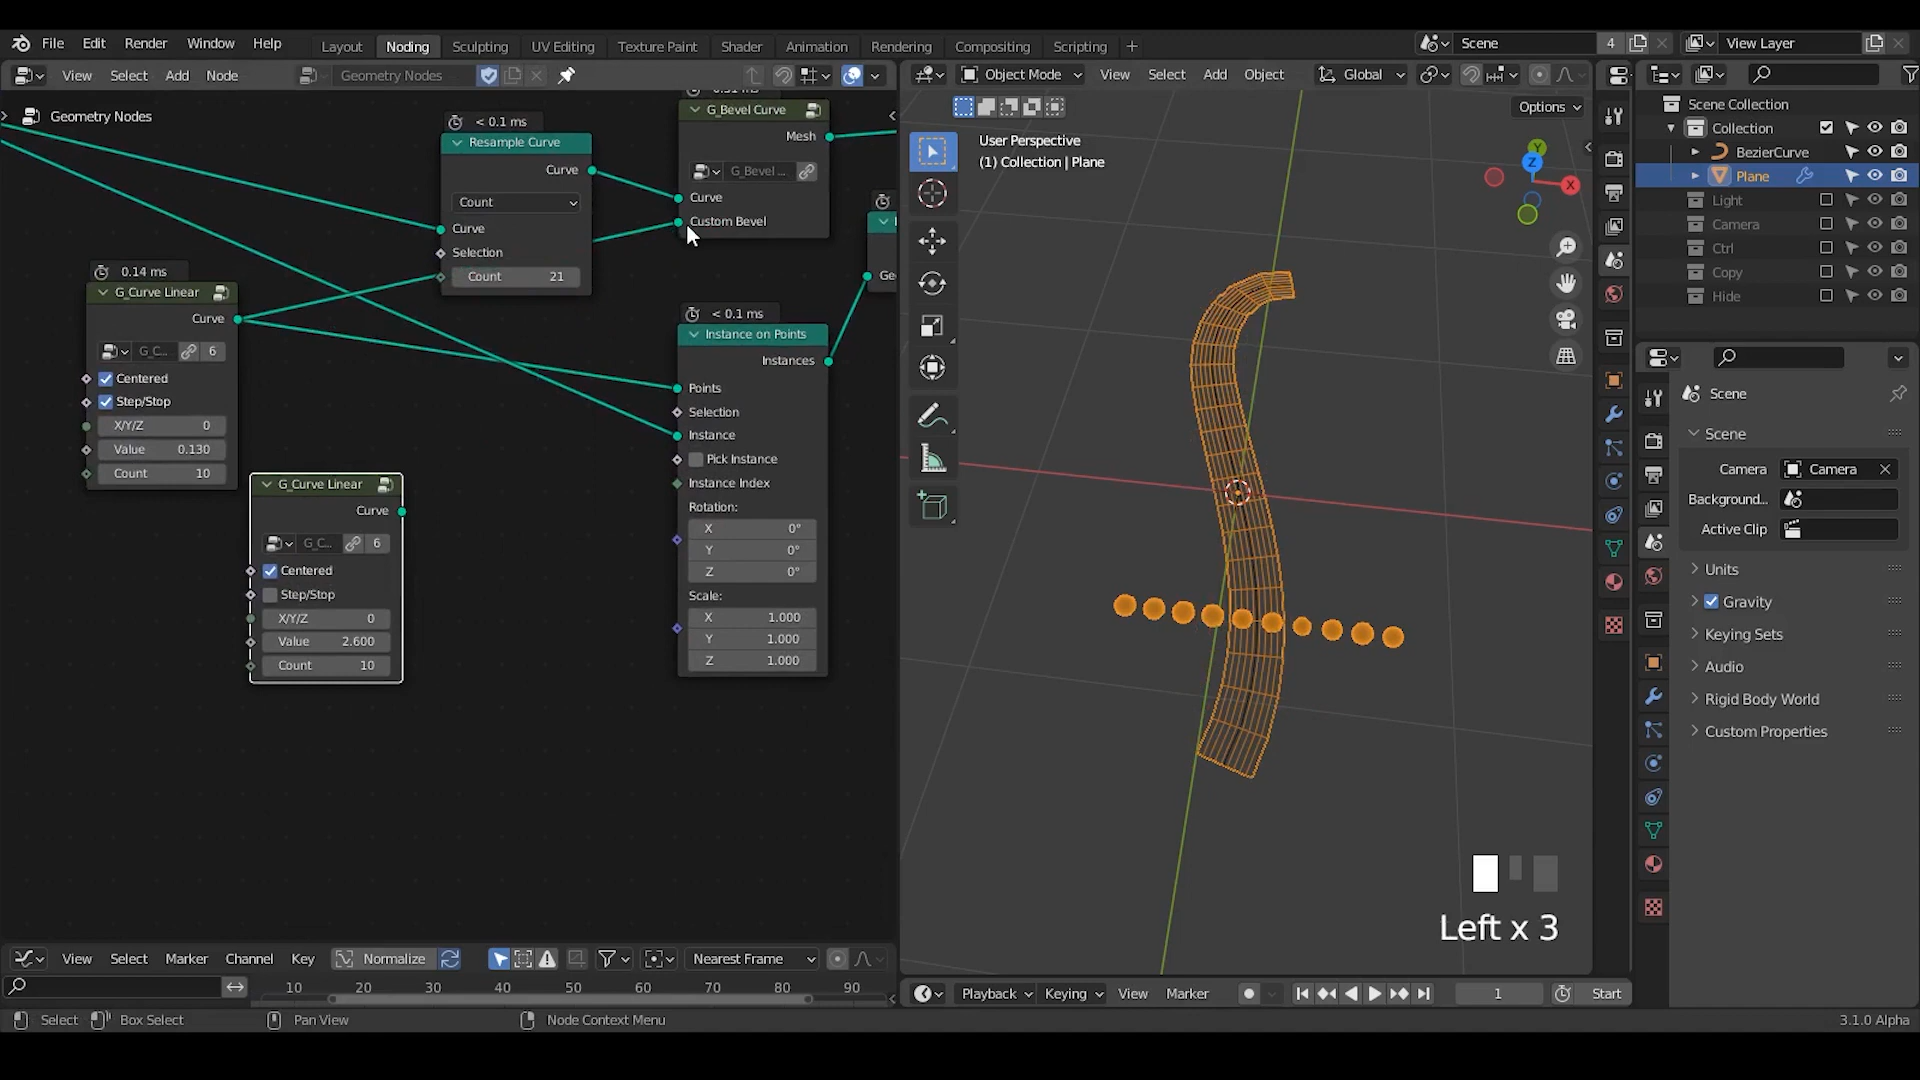 File Edit Render Window Help Layout Noding Sculpting UV Editing Texture Paint Shader Animation Rendering Compositing Scripting + Scene 4 View Layer
View Select Add Node Geometry Nodes Object Mode View Select Add Object Global
Options
Geometry Nodes
User Perspective
(1) Collection | Plane
< 0.1 ms
Resample Curve
Curve
Count
Curve
Selection
Count 21
G_Bevel Curve
Mesh
G_Bevel ...
Curve
Custom Bevel
0.14 ms
G_Curve Linear
Curve
G_C... 6
Centered
Step/Stop
X/Y/Z 0
Value 0.130
Count 10
G_Curve Linear
Curve
G_C... 6
Centered
Step/Stop
X/Y/Z 0
Value 2.600
Count 10
< 0.1 ms
Instance on Points
Instances
Points
Selection
Instance
Pick Instance
Instance Index
Rotation:
X 0°
Y 0°
Z 0°
Scale:
X 1.000
Y 1.000
Z 1.000
Y
Z
X
Left x 3
Scene Collection
Collection
BezierCurve
Plane
Light
Camera
Ctrl
Copy
Hide
Scene
Scene
Camera Camera
Background...
Active Clip
Units
Gravity
Keying Sets
Audio
Rigid Body World
Custom Properties
View Select Marker Channel Key Normalize Nearest Frame
10 20 30 40 50 60 70 80 90
Playback Keying View Marker 1 Start
Select Box Select Pan View Node Context Menu 3.1.0 Alpha